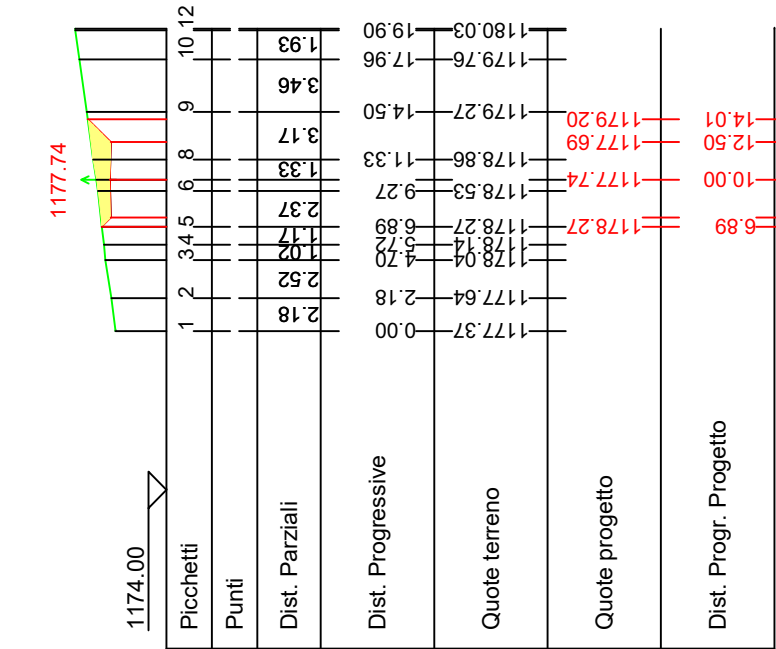 1177.74
1174.00
Picchetti
1 2 3 4 5 6 8 9 10 12
Punti
Dist. Parziali
2.18 2.52 1.02 1.17 2.37 1.33 3.17 3.46 1.93
Dist. Progressive
0.00 2.18 4.70 5.72 6.89 9.27 11.33 14.50 17.96 19.90
Quote terreno
1177.37 1177.64 1178.04 1178.14 1178.27 1178.53 1178.86 1179.27 1179.76 1180.03
Quote progetto
1178.27 1177.74 1177.69 1179.20
Dist. Progr. Progetto
6.89 10.00 12.50 14.01